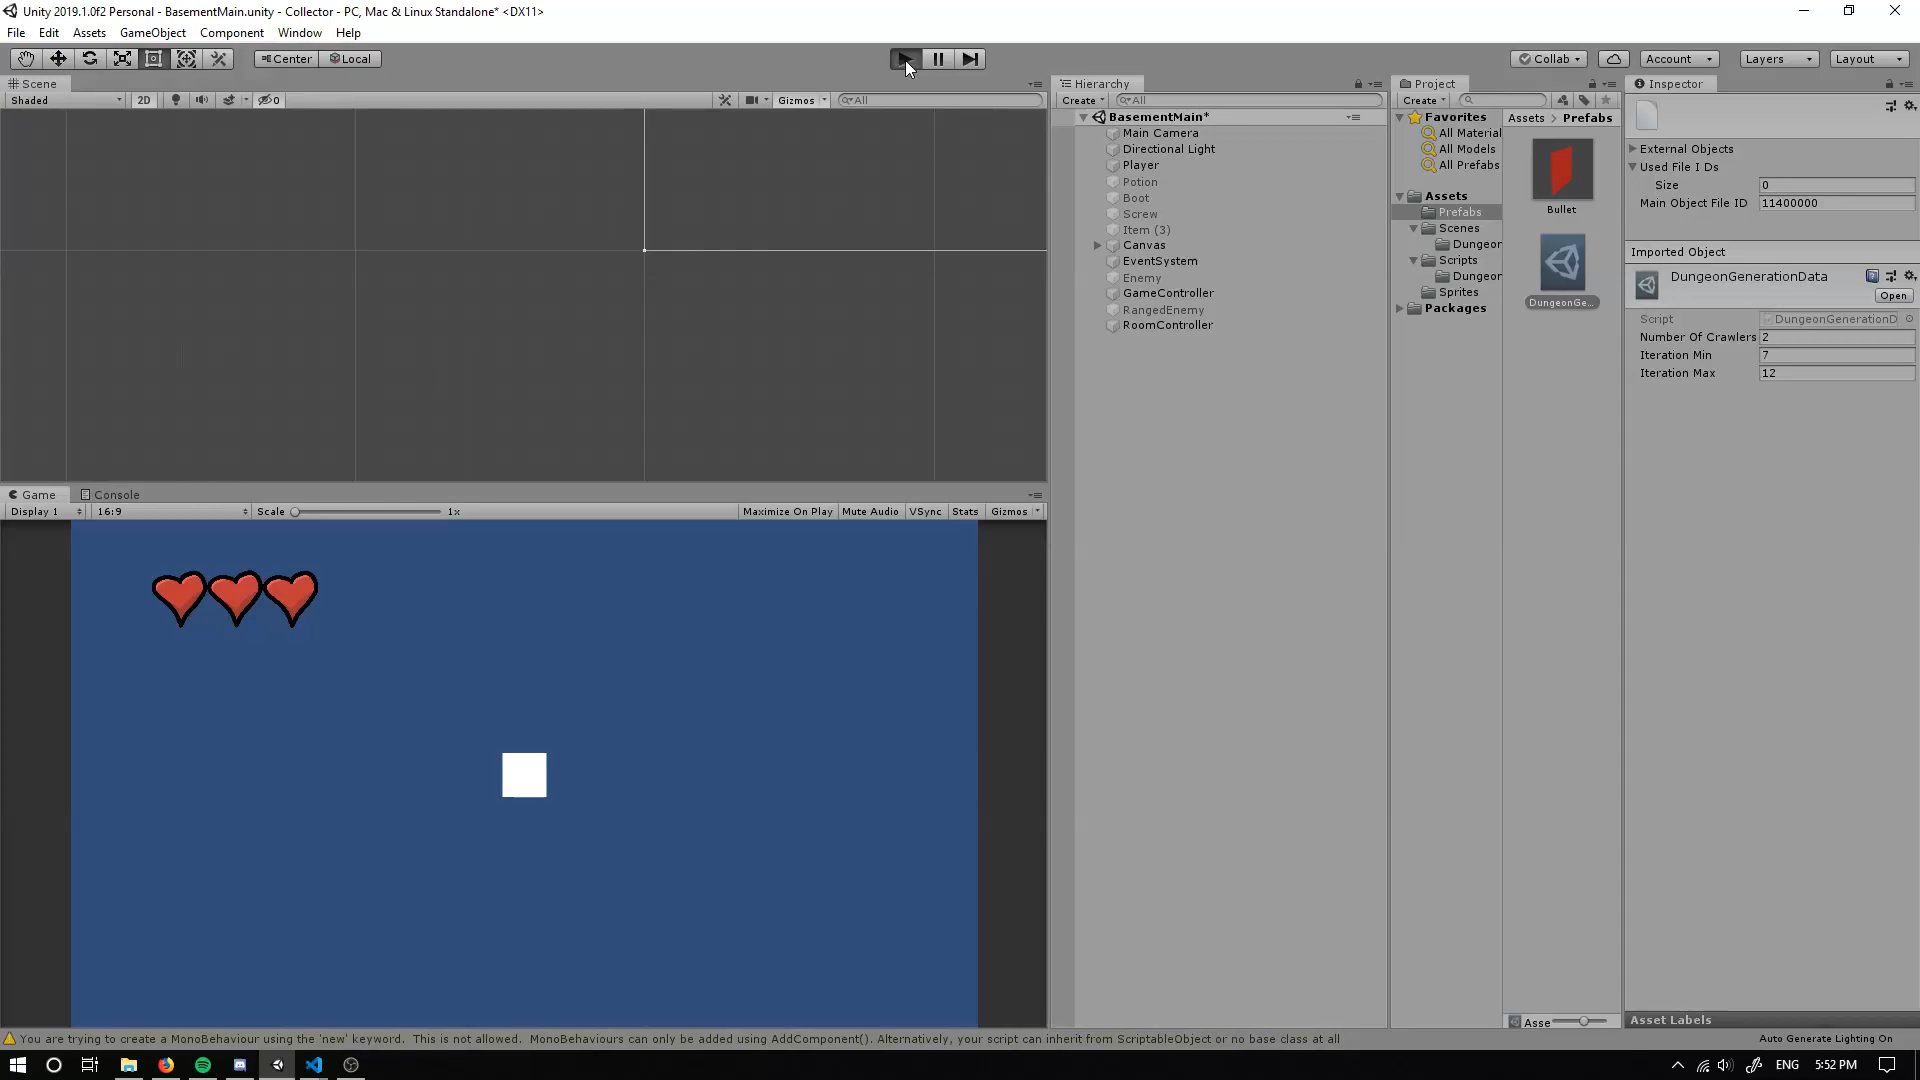 Unity 2019.1.0f2 Personal - BasementMain.unity - Collector - PC, Mac & Linux Standalone* <DX11>
File Edit Assets GameObject Component Window Help
Center Local Collab Account Layers Layout
Scene
Shaded 2D 0 Gizmos All
Hierarchy
Create All
BasementMain*
Main Camera
Directional Light
Player
Potion
Boot
Screw
Item (3)
Canvas
EventSystem
Enemy
GameController
RangedEnemy
RoomController
Project
Create
Favorites
All Material
All Models
All Prefabs
Assets
Prefabs
Scenes
Dungeon
Scripts
Dungeon
Sprites
Packages
Assets > Prefabs
Bullet
DungeonGe...
Asse
Inspector
External Objects
Used File I Ds
Size 0
Main Object File ID 11400000
Imported Object
DungeonGenerationData
Open
Script DungeonGenerationD
Number Of Crawlers 2
Iteration Min 7
Iteration Max 12
Asset Labels
Game Console
Display 1 16:9 Scale 1x Maximize On Play Mute Audio VSync Stats Gizmos
You are trying to create a MonoBehaviour using the 'new' keyword. This is not allowed. MonoBehaviours can only be added using AddComponent(). Alternatively, your script can inherit from ScriptableObject or no base class at all
Auto Generate Lighting On
ENG 5:52 PM